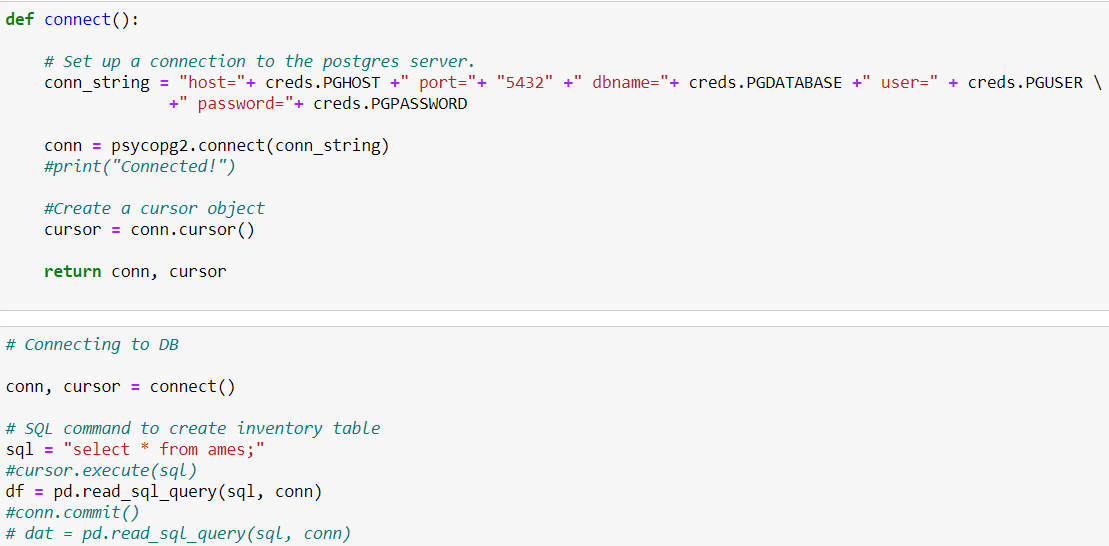 def connect():
# Set up a connection to the postgres server.
conn_string = "host="+ creds.PGHOST +" port="+ "5432" +" dbname="+ creds.PGDATABASE +" user=" + creds.PGUSER \
+" password="+ creds.PGPASSWORD
conn = psycopg2.connect(conn_string)
#print("Connected!")
#Create a cursor object
cursor = conn.cursor()
return conn, cursor
# Connecting to DB
conn, cursor = connect()
# SQL command to create inventory table
sql = "select * from ames;"
#cursor.execute(sql)
df = pd.read_sql_query(sql, conn)
#conn.commit()
# dat = pd.read_sql_query(sql, conn)